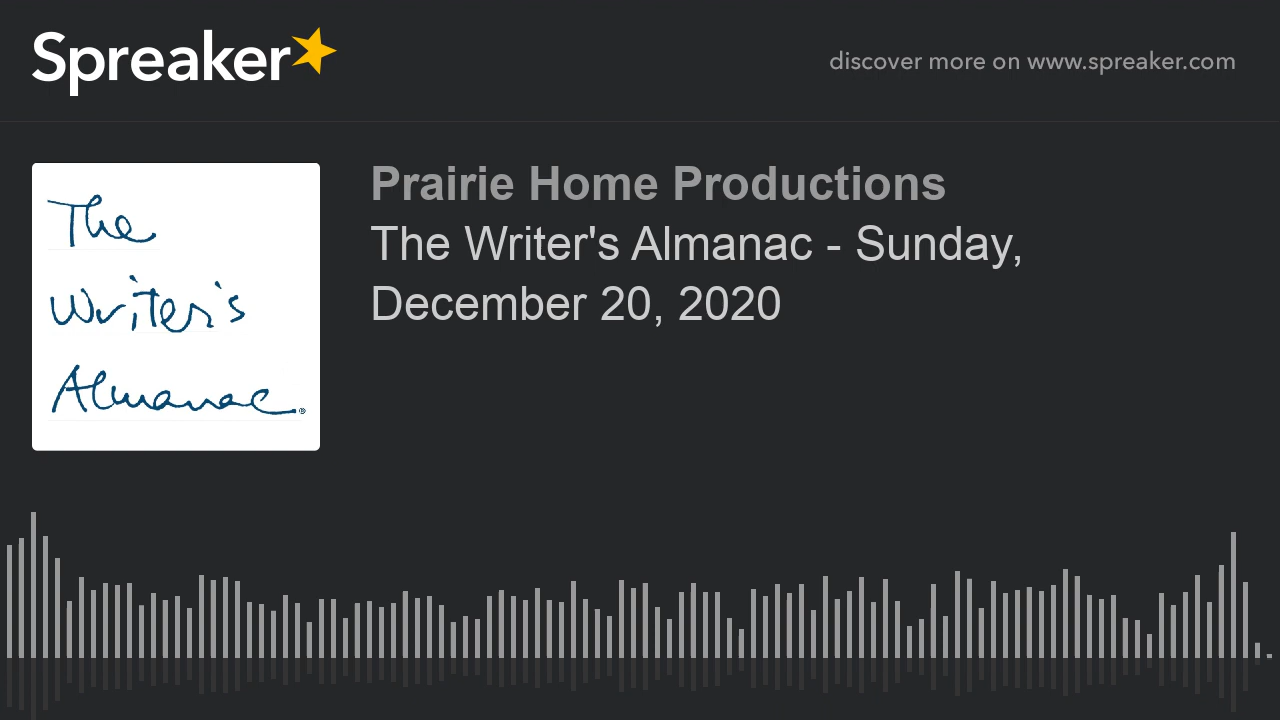 Spreaker
discover more on www.spreaker.com
The
Writer's
Almanac.®
Prairie Home Productions
The Writer's Almanac - Sunday,
December 20, 2020